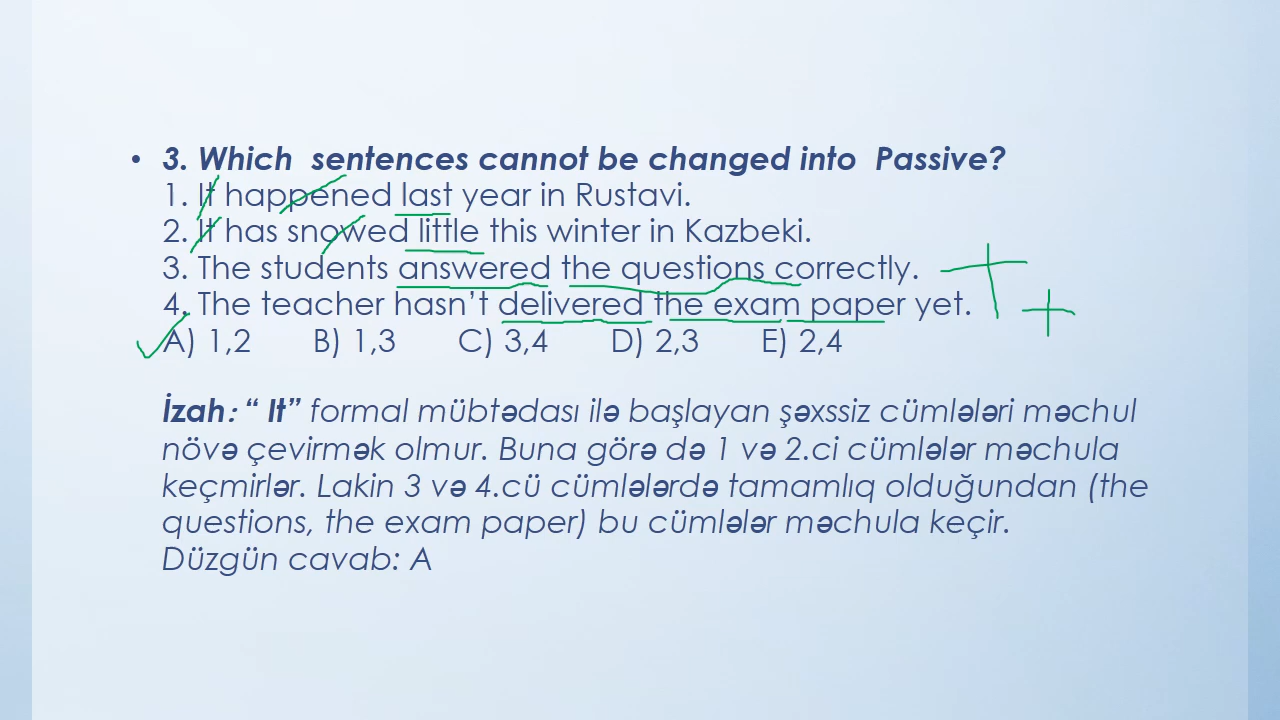 • 3. Which sentences cannot be changed into Passive?
1. It happened last year in Rustavi.
2. It has snowed little this winter in Kazbeki.
3. The students answered the questions correctly.
4. The teacher hasn't delivered the exam paper yet.
A) 1,2 B) 1,3 C) 3,4 D) 2,3 E) 2,4
İzah: “ It” formal mübtədası ilə başlayan şəxssiz cümlələri məchul
növə çevirmək olmur. Buna görə də 1 və 2.ci cümlələr məchula
keçmirlər. Lakin 3 və 4.cü cümlələrdə tamamlıq olduğundan (the
questions, the exam paper) bu cümlələr məchula keçir.
Düzgün cavab: A